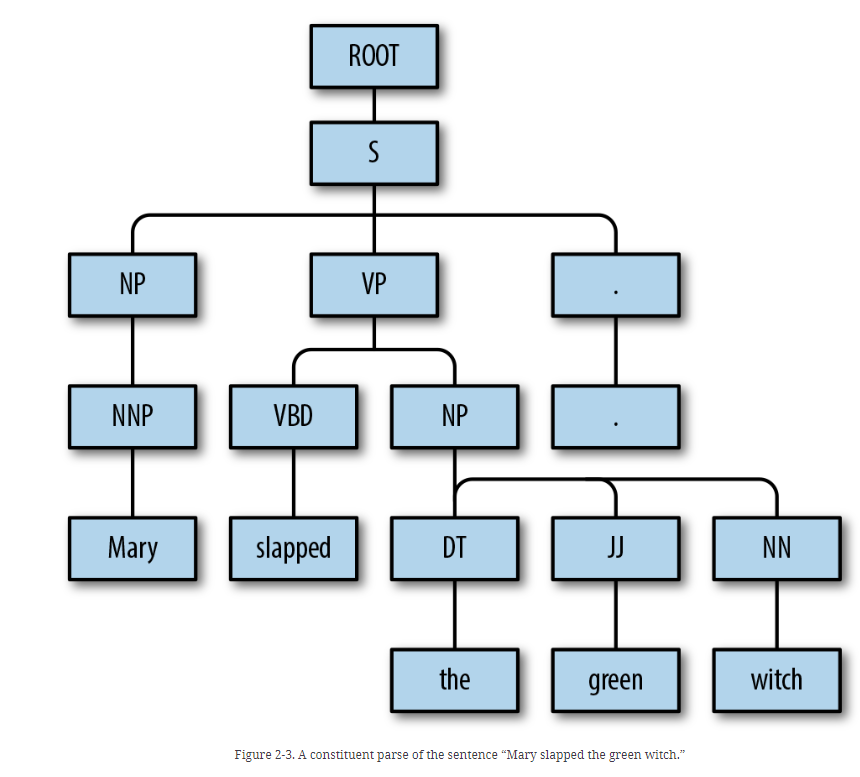 ROOT
S
NP VP .
NNP VBD NP .
Mary slapped DT JJ NN
the green witch
Figure 2-3. A constituent parse of the sentence “Mary slapped the green witch.”